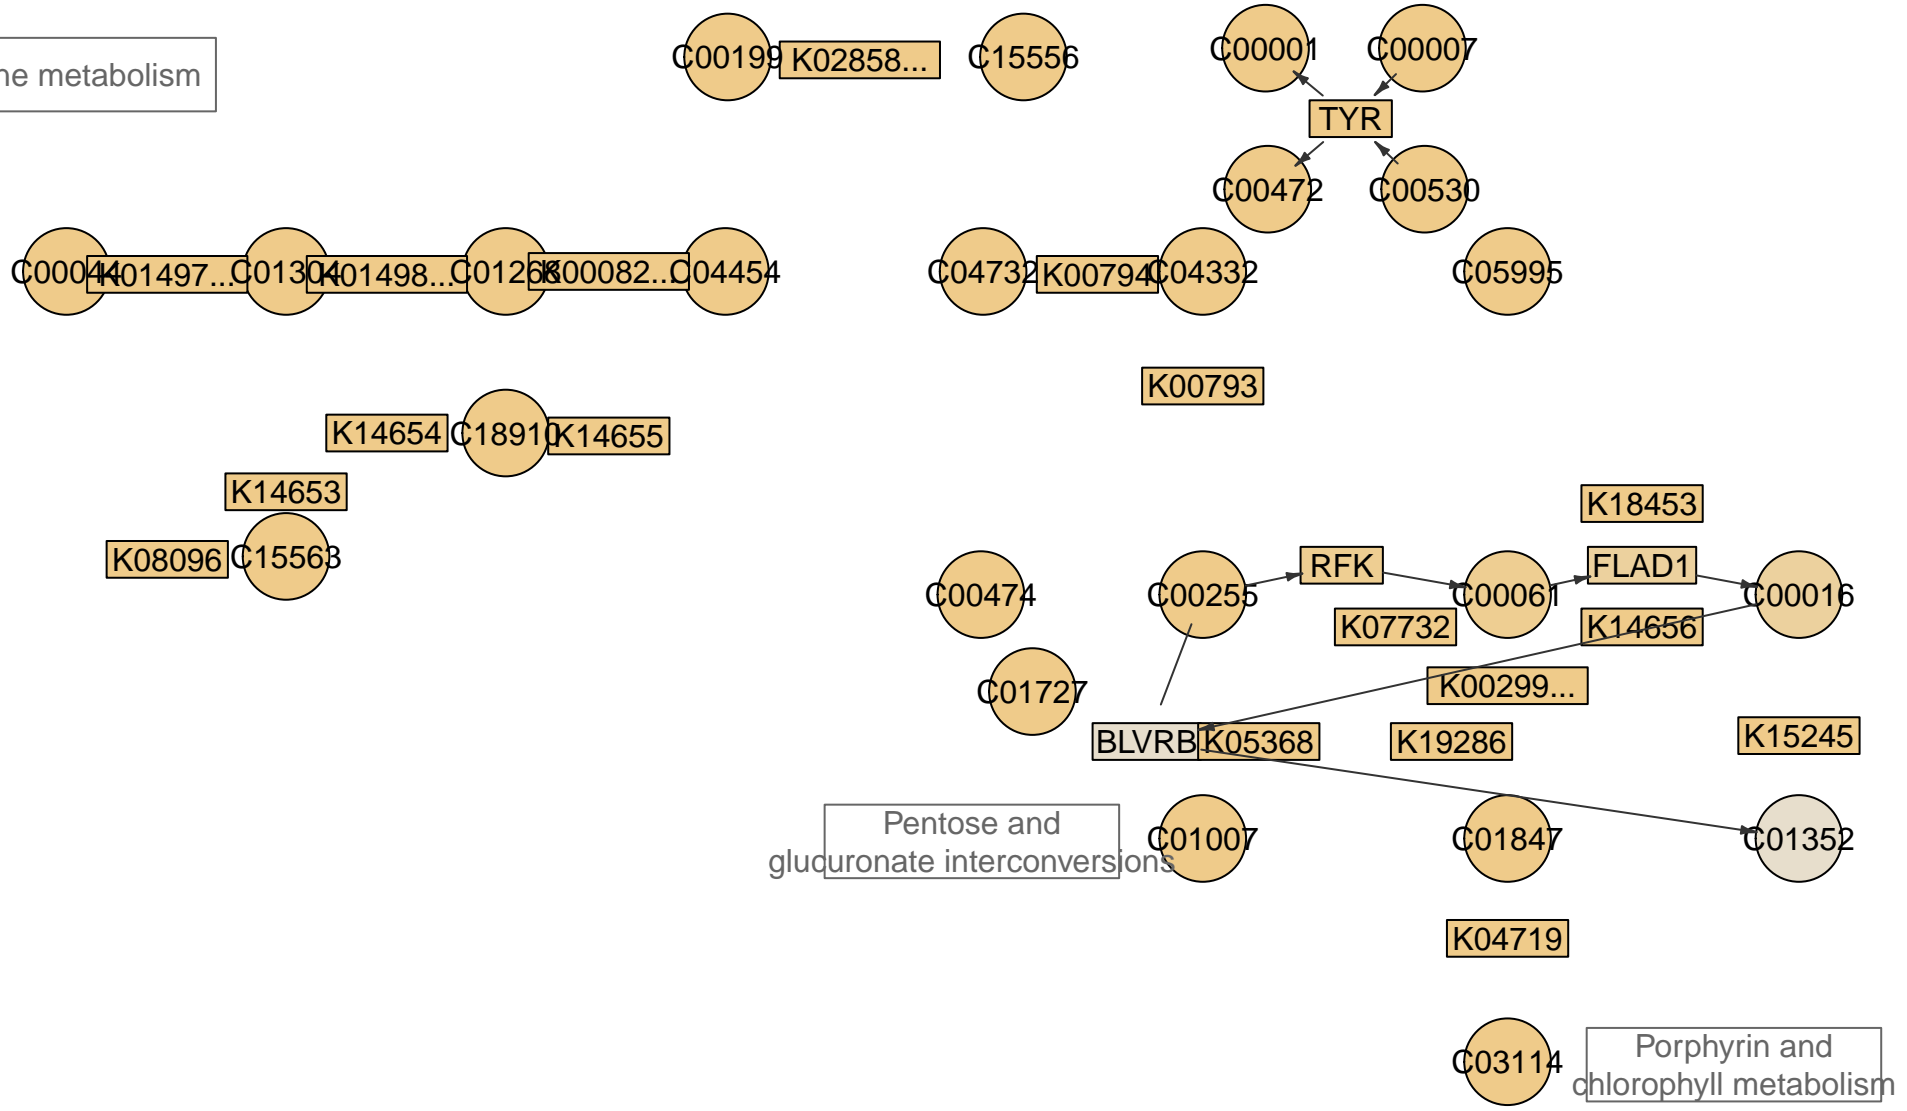 ne metabolism
C00199
K02858...
C15556
C00001
C00007
TYR
C00472
C00530
C00044
K01497...
C01304
K01498...
C01268
K00082...
C04454
C04732
K00794
C04332
C05995
K00793
K14654
C18910
K14655
K14653
K08096
C15563
K18453
C00474
C00255
RFK
C00061
FLAD1
C00016
K07732
K14656
C01727
K00299...
BLVRB
K05368
K19286
K15245
Pentose and
glucuronate interconversions
C01007
C01847
C01352
K04719
C03114
Porphyrin and
chlorophyll metabolism